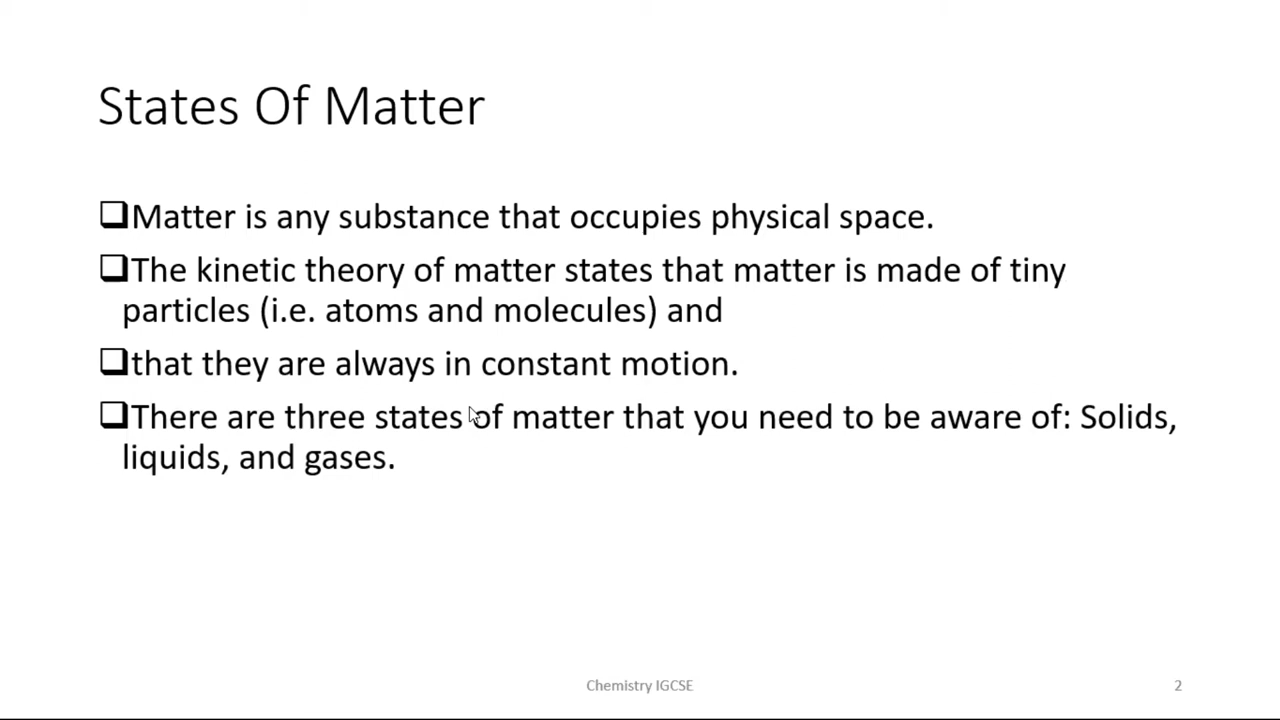 States Of Matter
Matter is any substance that occupies physical space.
The kinetic theory of matter states that matter is made of tiny
particles (i.e. atoms and molecules) and
that they are always in constant motion.
There are three states of matter that you need to be aware of: Solids,
liquids, and gases.
Chemistry IGCSE
2